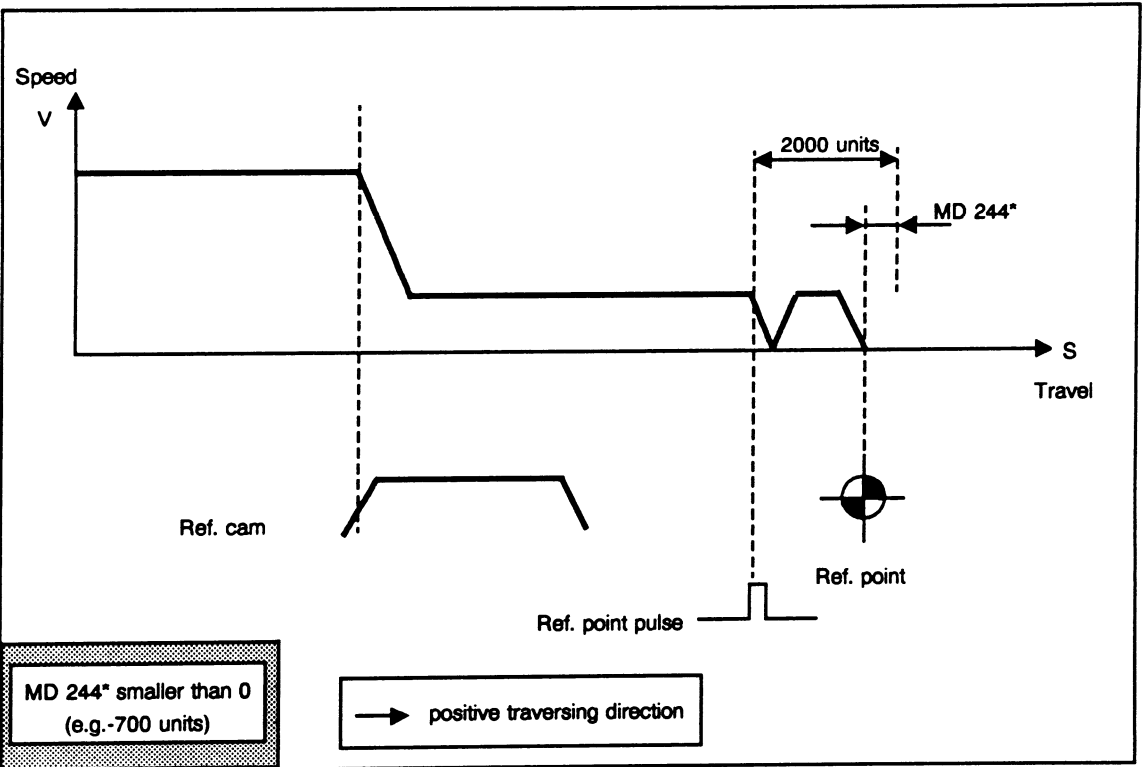 Speed
V
2000 units
MD 244*
S
Travel
Ref. cam
Ref. point
Ref. point pulse
MD 244* smaller than 0
(e.g.-700 units)
positive traversing direction